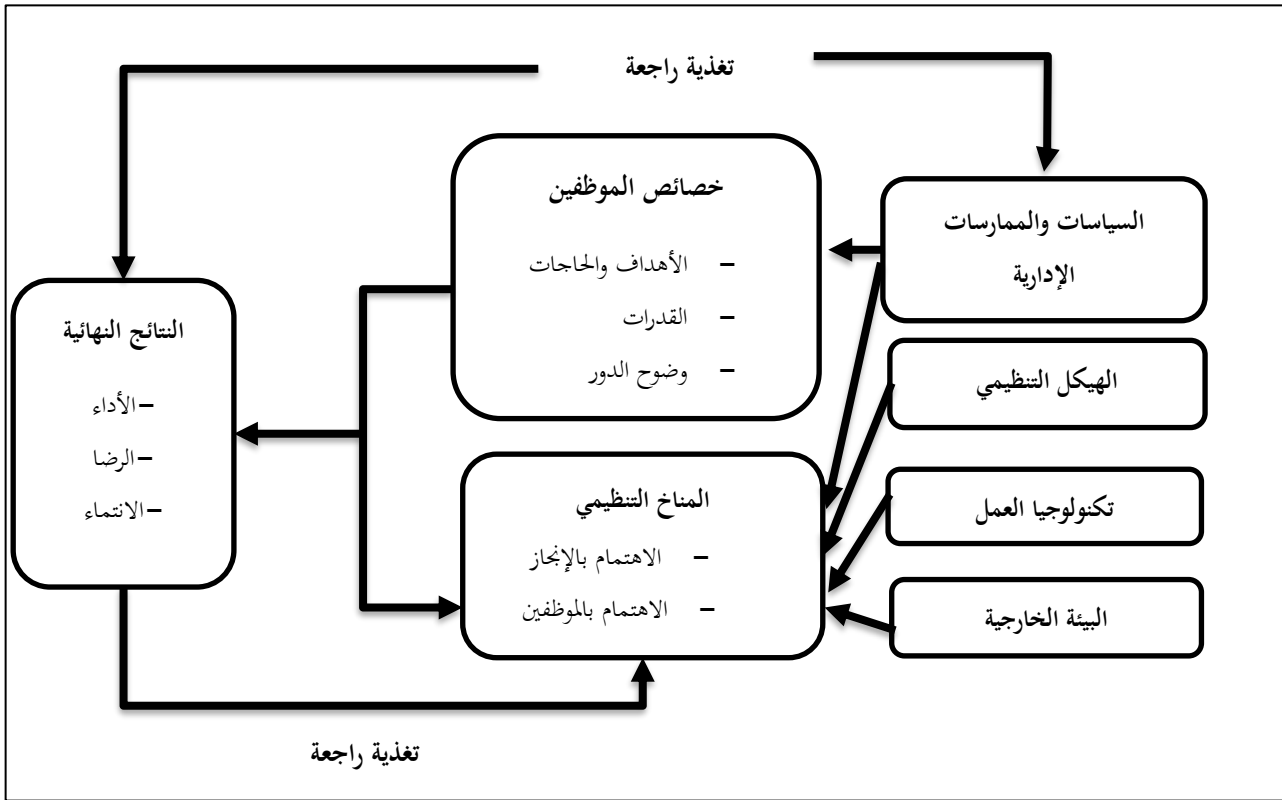 تغذية راجعة
السياسات والممارسات
الإدارية
الهيكل التنظيمي
تكنولوجيا العمل
البيئة الخارجية
خصائص الموظفين
– الأهداف والحاجات
– القدرات
– وضوح الدور
المناخ التنظيمي
– الاهتمام بالإنجاز
– الاهتمام بالموظفين
النتائج النهائية
–الأداء
–الرضا
–الانتماء
تغذية راجعة